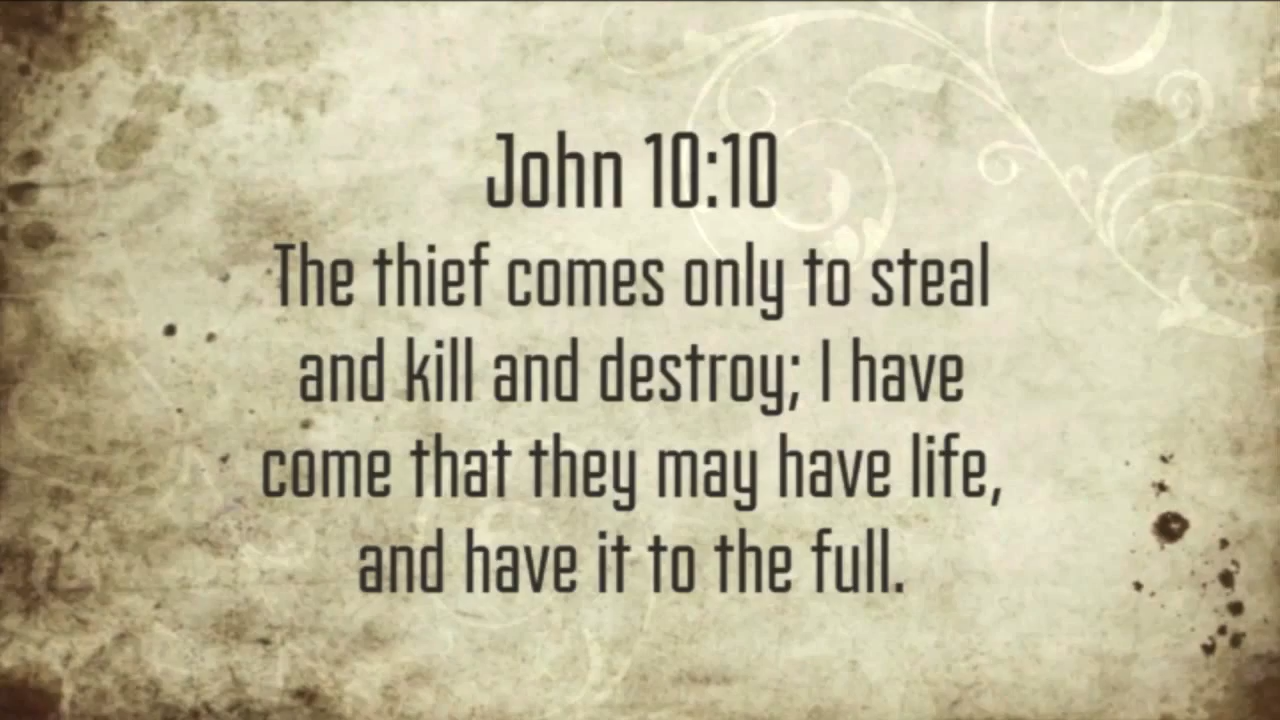 John 10:10
The thief comes only to steal
and kill and destroy; I have
come that they may have life,
and have it to the full.